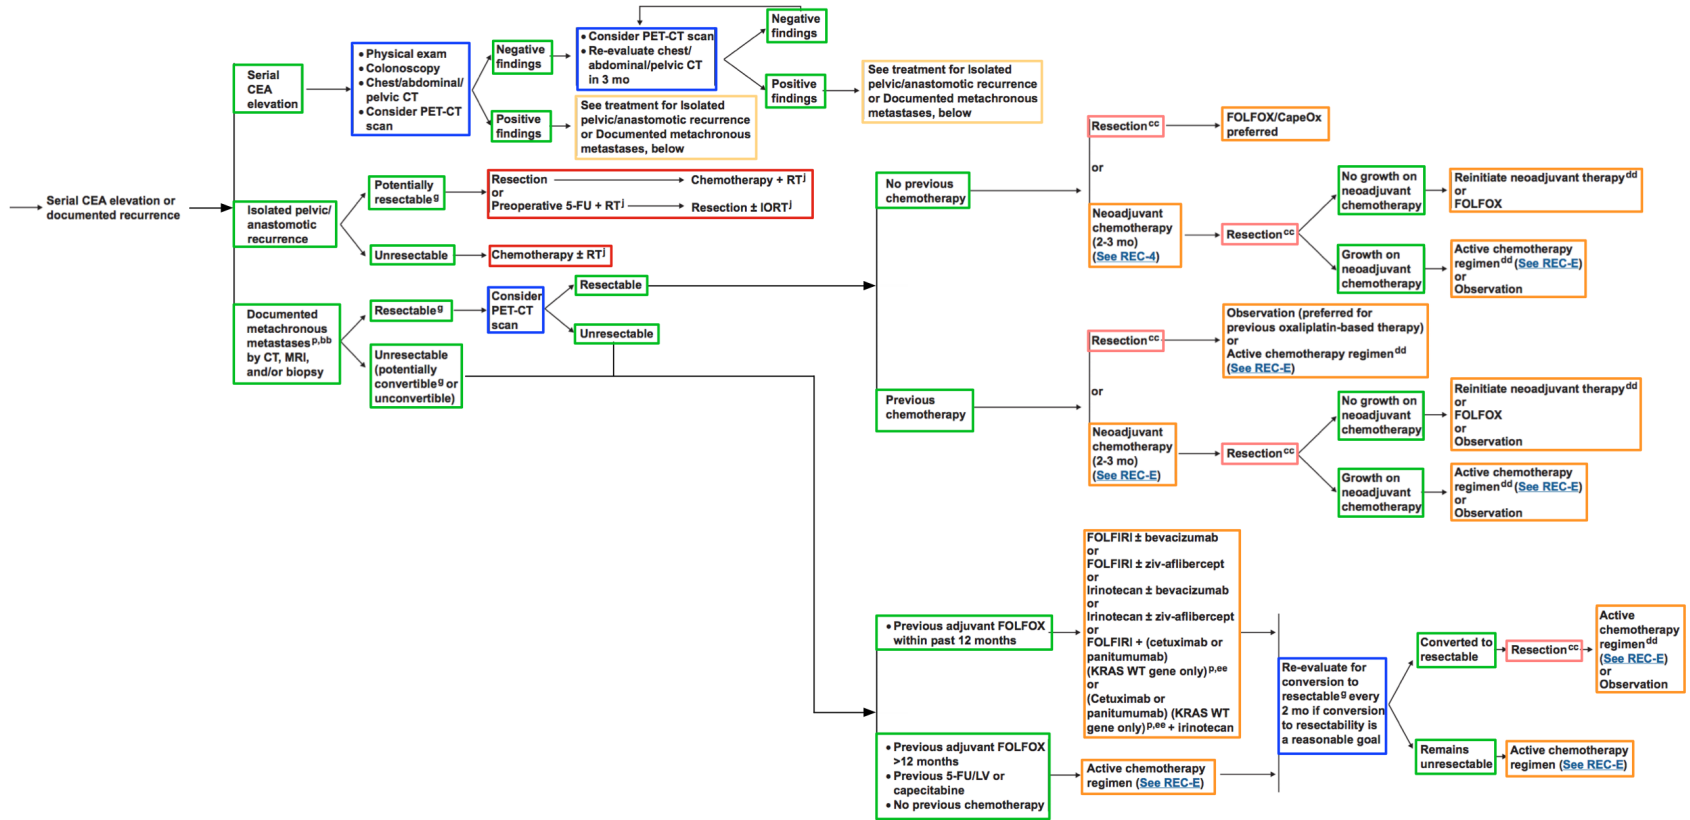 Serial CEA elevation or
documented recurrence
Serial
CEA
elevation
• Physical exam
• Colonoscopy
• Chest/abdominal/
pelvic CT
• Consider PET-CT
scan
Negative
findings
Positive
findings
• Consider PET-CT scan
• Re-evaluate chest/
abdominal/pelvic CT
in 3 mo
See treatment for Isolated
pelvic/anastomotic recurrence
or Documented metachronous
metastases, below
Negative
findings
Positive
findings
See treatment for Isolated
pelvic/anastomotic recurrence
or Documented metachronous
metastases, below
Isolated pelvic/
anastomotic
recurrence
Potentially
resectable g
Resection
Chemotherapy + RT j
or
Preoperative 5-FU + RT j
Resection ± IORT j
Unresectable
Chemotherapy ± RT j
Documented
metachronous
metastases p,bb
by CT, MRI,
and/or biopsy
Resectable g
Consider
PET-CT
scan
Resectable
Unresectable
Unresectable
(potentially
convertible g or
unconvertible)
No previous
chemotherapy
Resection cc
FOLFOX/CapeOx
preferred
or
Neoadjuvant
chemotherapy
(2-3 mo)
(See REC-4)
Resection cc
No growth on
neoadjuvant
chemotherapy
Reinitiate neoadjuvant therapy dd
or
FOLFOX
Growth on
neoadjuvant
chemotherapy
Active chemotherapy
regimen dd (See REC-E)
or
Observation
Previous
chemotherapy
Resection cc
Observation (preferred for
previous oxaliplatin-based therapy)
or
Active chemotherapy regimen dd
(See REC-E)
or
Neoadjuvant
chemotherapy
(2-3 mo)
(See REC-E)
Resection cc
No growth on
neoadjuvant
chemotherapy
Reinitiate neoadjuvant therapy dd
or
FOLFOX
or
Observation
Growth on
neoadjuvant
chemotherapy
Active chemotherapy
regimen dd (See REC-E)
or
Observation
• Previous adjuvant FOLFOX
within past 12 months
FOLFIRI ± bevacizumab
or
FOLFIRI ± ziv-aflibercept
or
Irinotecan ± bevacizumab
or
Irinotecan ± ziv-aflibercept
or
FOLFIRI + (cetuximab or
panitumumab)
(KRAS WT gene only) p,ee
or
(Cetuximab or
panitumumab) (KRAS WT
gene only) p,ee + irinotecan
• Previous adjuvant FOLFOX
>12 months
• Previous 5-FU/LV or
capecitabine
• No previous chemotherapy
Active chemotherapy
regimen (See REC-E)
Re-evaluate for
conversion to
resectable g every
2 mo if conversion
to resectability is
a reasonable goal
Converted to
resectable
Resection cc
Active
chemotherapy
regimen dd
(See REC-E)
or
Observation
Remains
unresectable
Active chemotherapy
regimen (See REC-E)